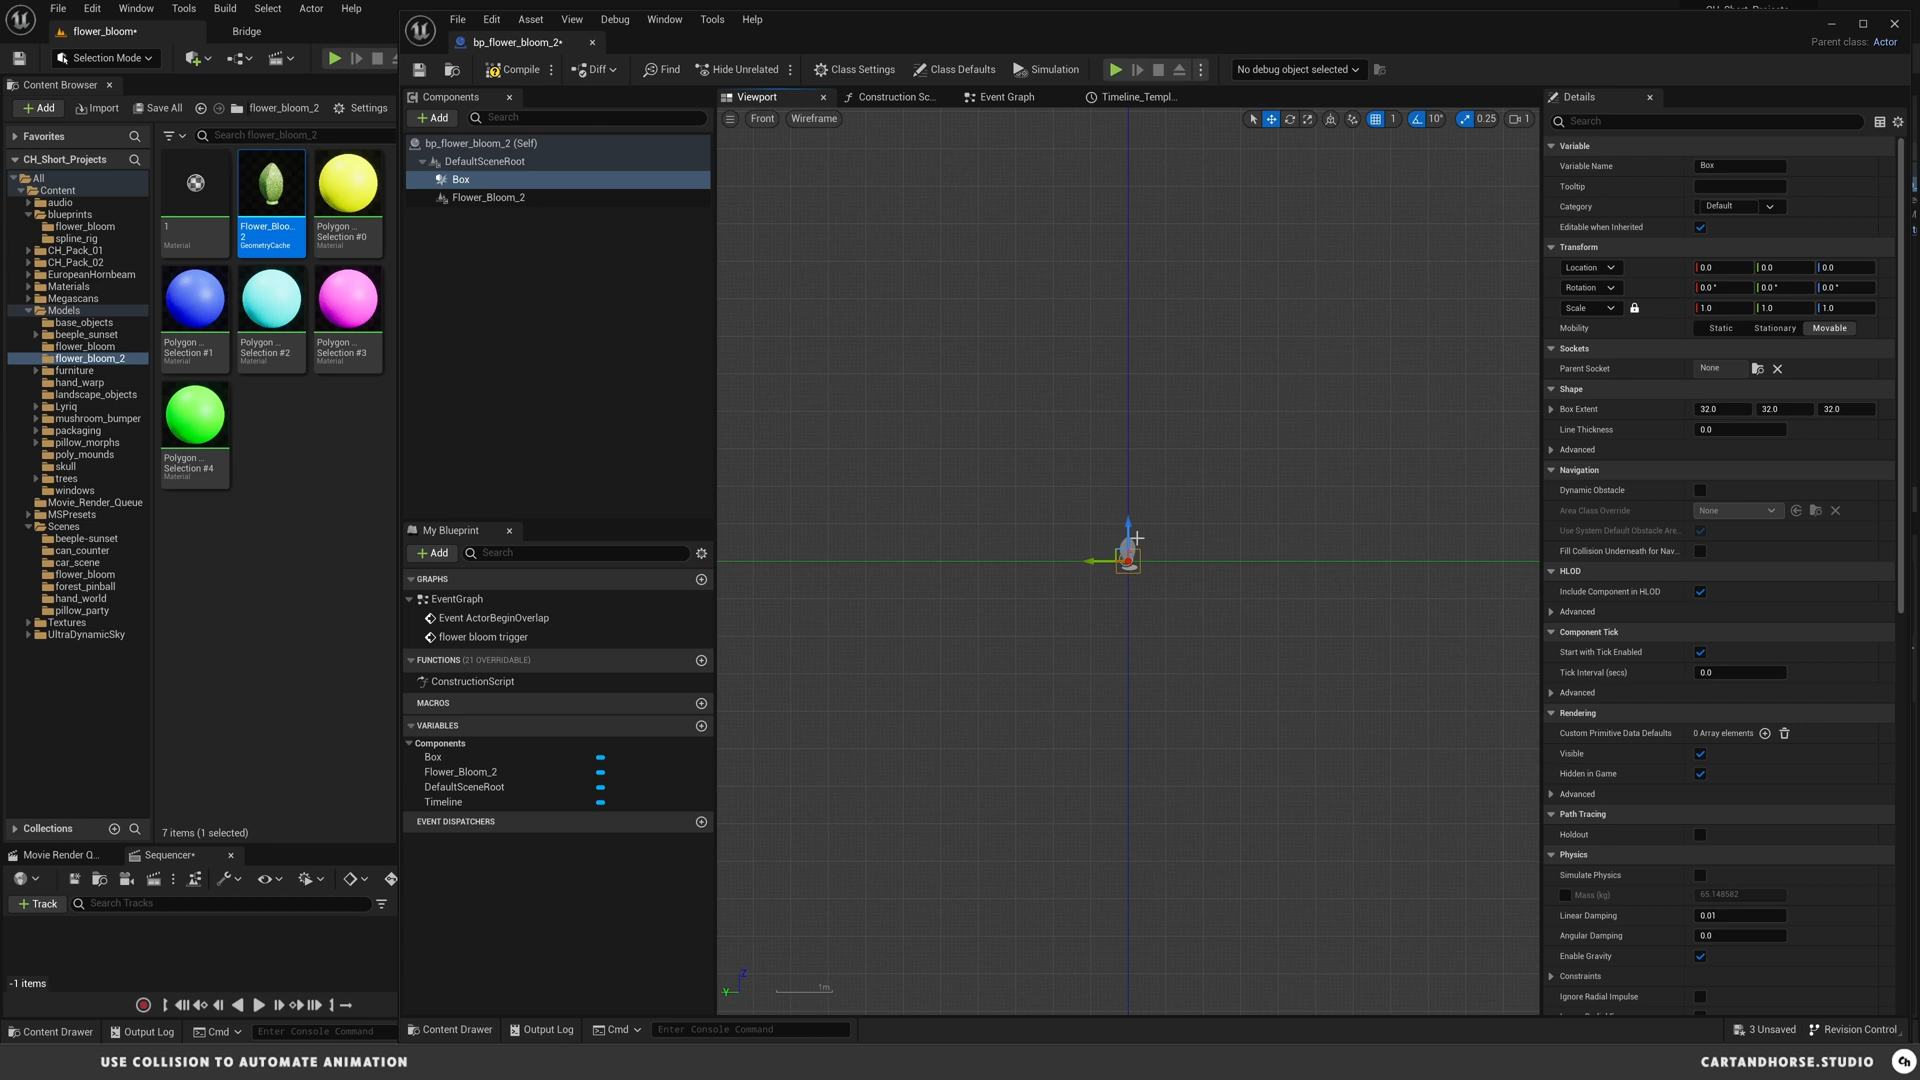 File Edit Window Tools Build Select Actor Help
flower_bloom*
Bridge
Selection Mode
Content Browser
Add
Import
Save All
flower_bloom_2
Settings
Favorites
Search flower_bloom_2
CH_Short_Projects
All
Content
audio
blueprints
flower_bloom
spline_rig
CH_Pack_01
CH_Pack_02
EuropeanHornbeam
Materials
Megascans
Models
base_objects
beeple_sunset
flower_bloom
flower_bloom_2
furniture
hand_warp
landscape_objects
Lyriq
mushroom_bumper
packaging
pillow_morphs
poly_mounds
skull
trees
windows
Movie_Render_Queue
MSPresets
Scenes
beeple-sunset
can_counter
car_scene
flower_bloom
forest_pinball
hand_world
pillow_party
Textures
UltraDynamicSky
1
Material
Flower_Bloo...
2
GeometryCache
Polygon ...
Selection #0
Material
Polygon ...
Selection #1
Material
Polygon ...
Selection #2
Material
Polygon ...
Selection #3
Material
Polygon ...
Selection #4
Material
Collections
7 items (1 selected)
Movie Render Q...
Sequencer*
Track
Search Tracks
-1 items
Content Drawer
Output Log
Cmd
Enter Console Command
File Edit Asset View Debug Window Tools Help
bp_flower_bloom_2*
Parent class: Actor
Compile
Diff
Find
Hide Unrelated
Class Settings
Class Defaults
Simulation
No debug object selected
Components
Add
Search
bp_flower_bloom_2 (Self)
DefaultSceneRoot
Box
Flower_Bloom_2
My Blueprint
Add
Search
GRAPHS
EventGraph
Event ActorBeginOverlap
flower bloom trigger
FUNCTIONS (21 OVERRIDABLE)
ConstructionScript
MACROS
VARIABLES
Components
Box
Flower_Bloom_2
DefaultSceneRoot
Timeline
EVENT DISPATCHERS
Viewport
Construction Sc...
Event Graph
Timeline_Templ...
Front
Wireframe
1
10°
0.25
1
Z
Y
1m
Content Drawer
Output Log
Cmd
Enter Console Command
3 Unsaved
Revision Control
Details
Search
Variable
Variable Name Box
Tooltip
Category Default
Editable when Inherited
Transform
Location 0.0 0.0 0.0
Rotation 0.0 ° 0.0 ° 0.0 °
Scale 1.0 1.0 1.0
Mobility Static Stationary Movable
Sockets
Parent Socket None
Shape
Box Extent 32.0 32.0 32.0
Line Thickness 0.0
Advanced
Navigation
Dynamic Obstacle
Area Class Override None
Use System Default Obstacle Are...
Fill Collision Underneath for Nav...
HLOD
Include Component in HLOD
Advanced
Component Tick
Start with Tick Enabled
Tick Interval (secs) 0.0
Advanced
Rendering
Custom Primitive Data Defaults 0 Array elements
Visible
Hidden in Game
Advanced
Path Tracing
Holdout
Physics
Simulate Physics
Mass (kg) 65.148582
Linear Damping 0.01
Angular Damping 0.0
Enable Gravity
Constraints
Ignore Radial Impulse
USE COLLISION TO AUTOMATE ANIMATION
CARTANDHORSE.STUDIO